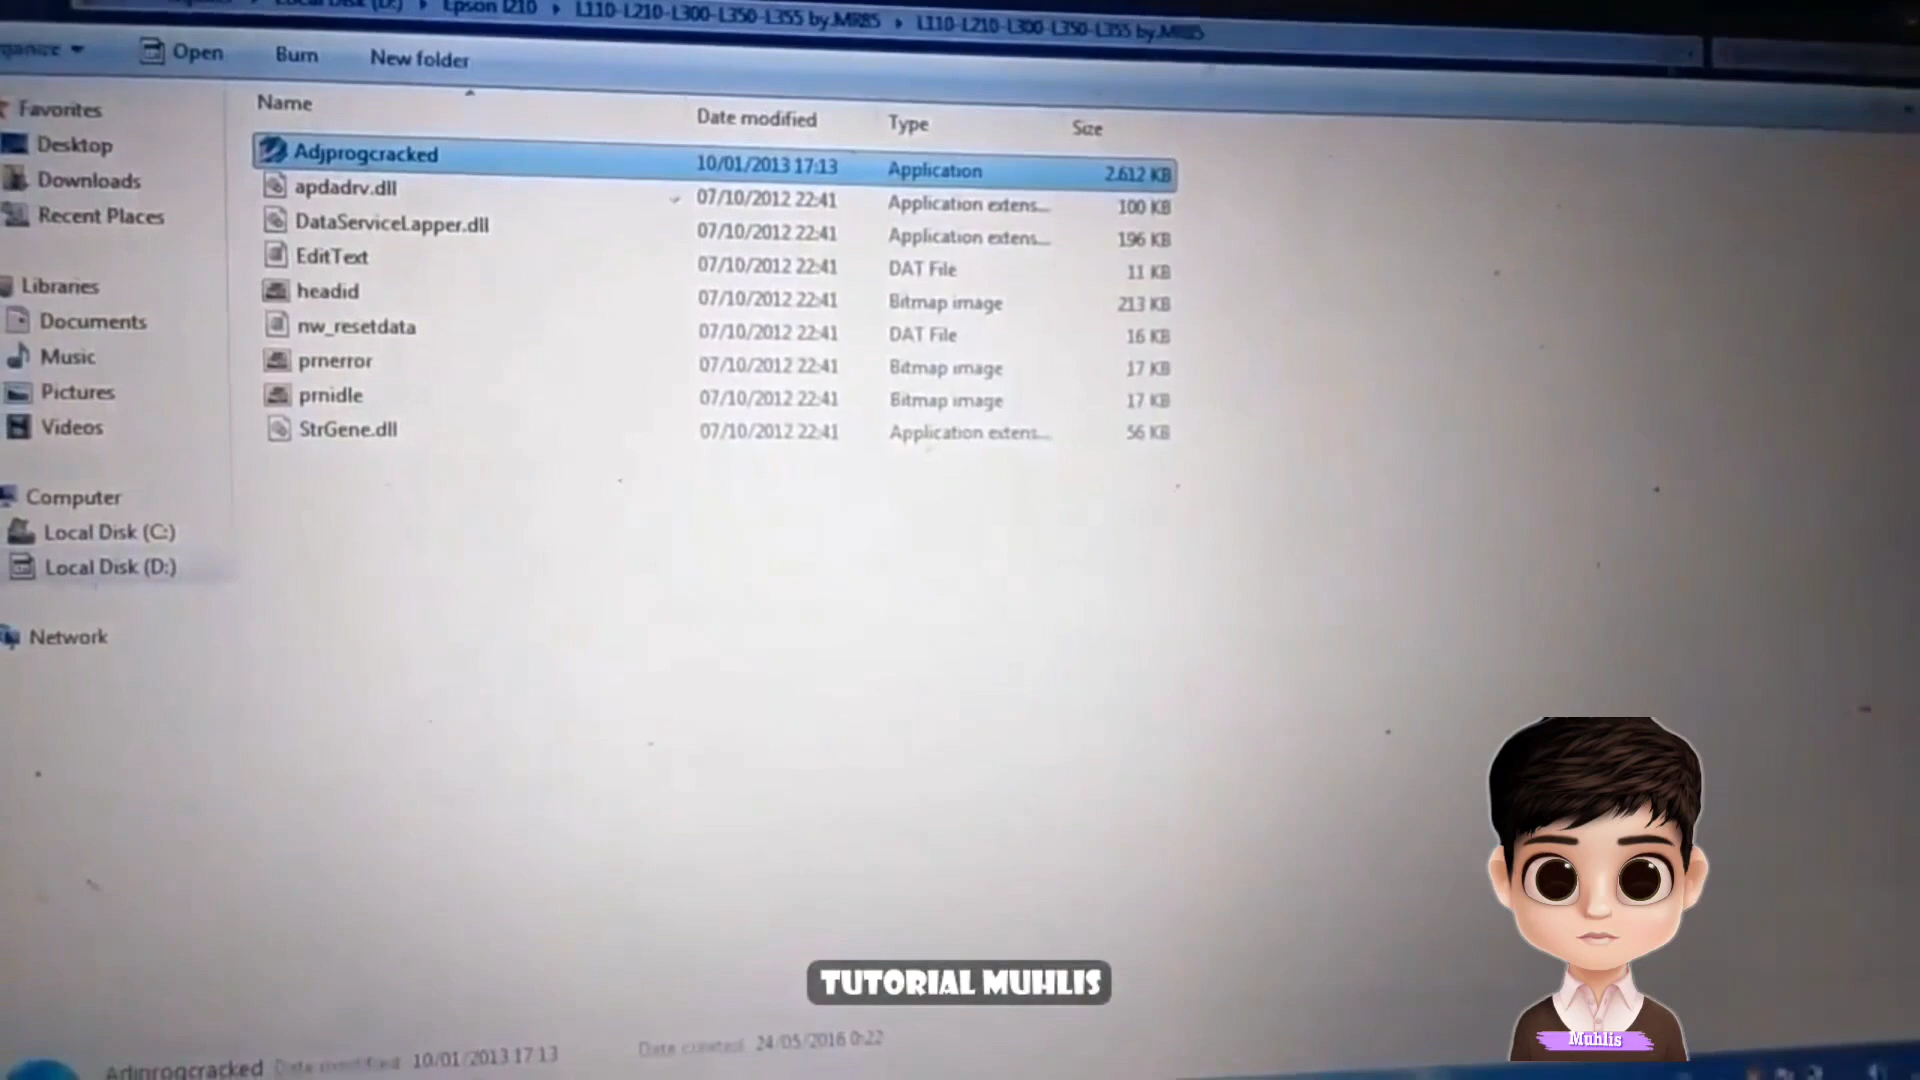 Epson l210 L110-L210-L300-L350-L355 by.MR85 L110-L210-L300-L350-L355 by.MR85
Open Burn New folder
Name Date modified Type Size
Favorites
Desktop
Downloads
Recent Places
Libraries
Documents
Music
Pictures
Videos
Computer
Local Disk (C:)
Local Disk (D:)
Network
Adjprogcracked 10/01/2013 17:13 Application 2.612 KB
apdadrv.dll 07/10/2012 22:41 Application extens... 100 KB
DataServiceLapper.dll 07/10/2012 22:41 Application extens... 196 KB
EditText 07/10/2012 22:41 DAT File 11 KB
headid 07/10/2012 22:41 Bitmap image 213 KB
nw_resetdata 07/10/2012 22:41 DAT File 16 KB
prnerror 07/10/2012 22:41 Bitmap image 17 KB
prnidle 07/10/2012 22:41 Bitmap image 17 KB
StrGene.dll 07/10/2012 22:41 Application extens... 56 KB
TUTORIAL MUHLIS
Muhlis
Adjprogcracked Date modified: 10/01/2013 17:13 Date created: 24/05/2016 0:22